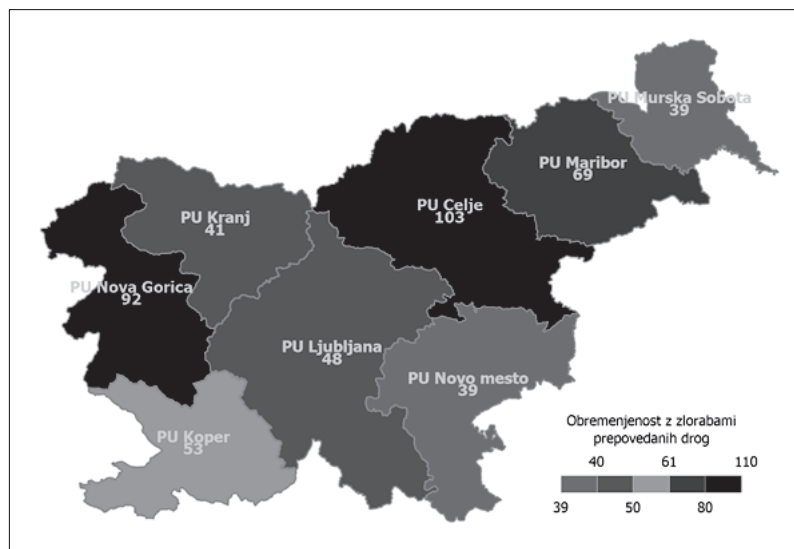 PU Murska Sobota
39
PU Maribor
69
PU Celje
103
PU Kranj
41
PU Nova Gorica
92
PU Ljubljana
48
PU Novo mesto
39
PU Koper
53
Obremenjenost z zlorabami
prepovedanih drog
40 61 110
39 50 80